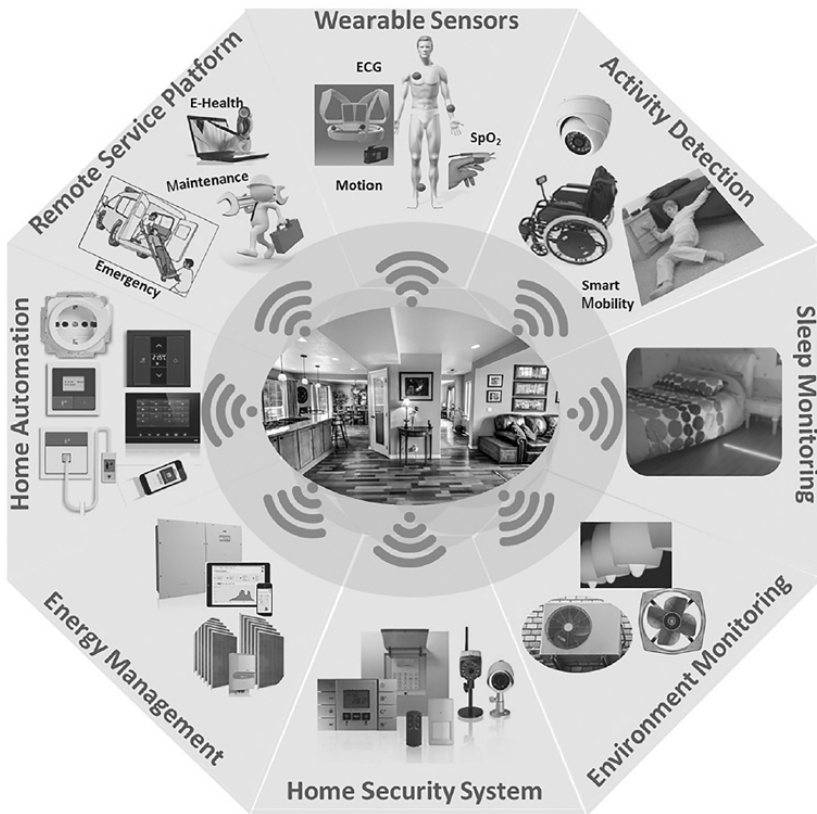 Wearable Sensors
ECG
SpO₂
Motion
Activity Detection
Smart
Mobility
Sleep Monitoring
Environment Monitoring
Home Security System
Energy Management
Home Automation
Remote Service Platform
E-Health
Maintenance
Emergency